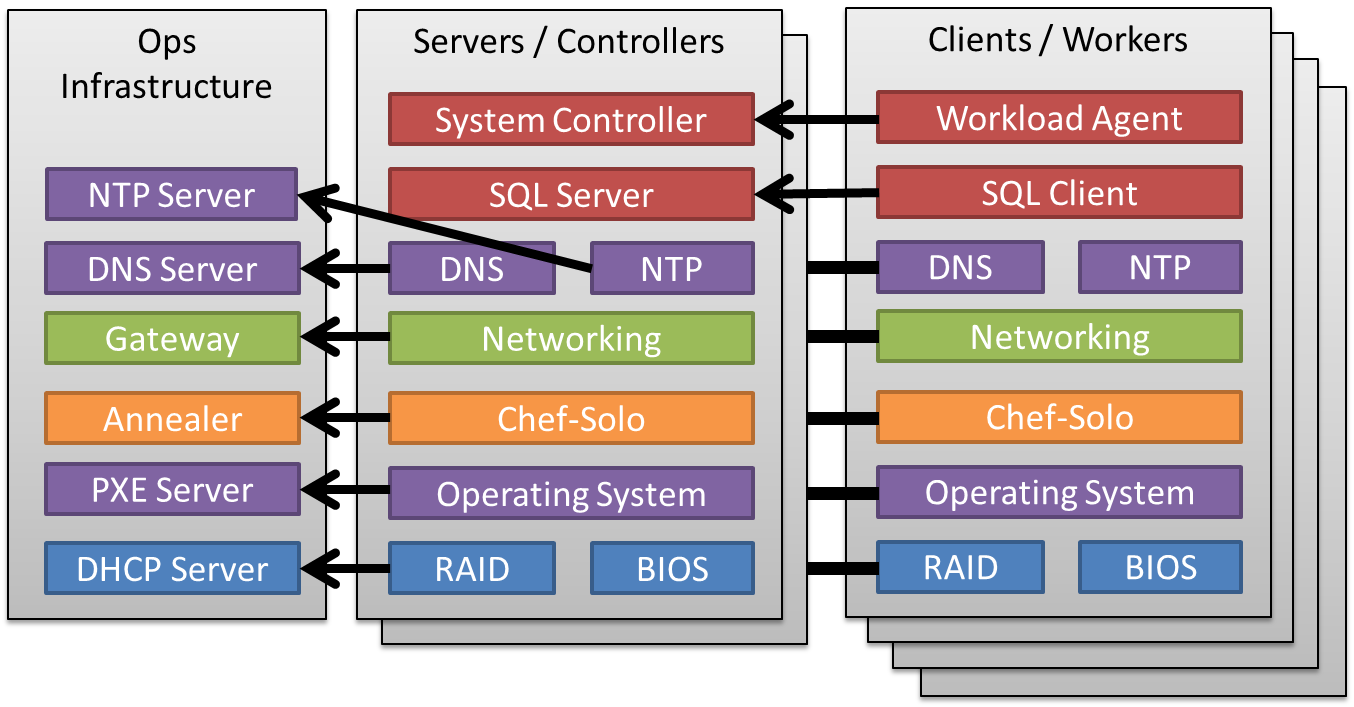 Ops
Infrastructure
NTP Server
DNS Server
Gateway
Annealer
PXE Server
DHCP Server
Servers / Controllers
System Controller
SQL Server
DNS
NTP
Networking
Chef-Solo
Operating System
RAID
BIOS
Clients / Workers
Workload Agent
SQL Client
DNS
NTP
Networking
Chef-Solo
Operating System
RAID
BIOS